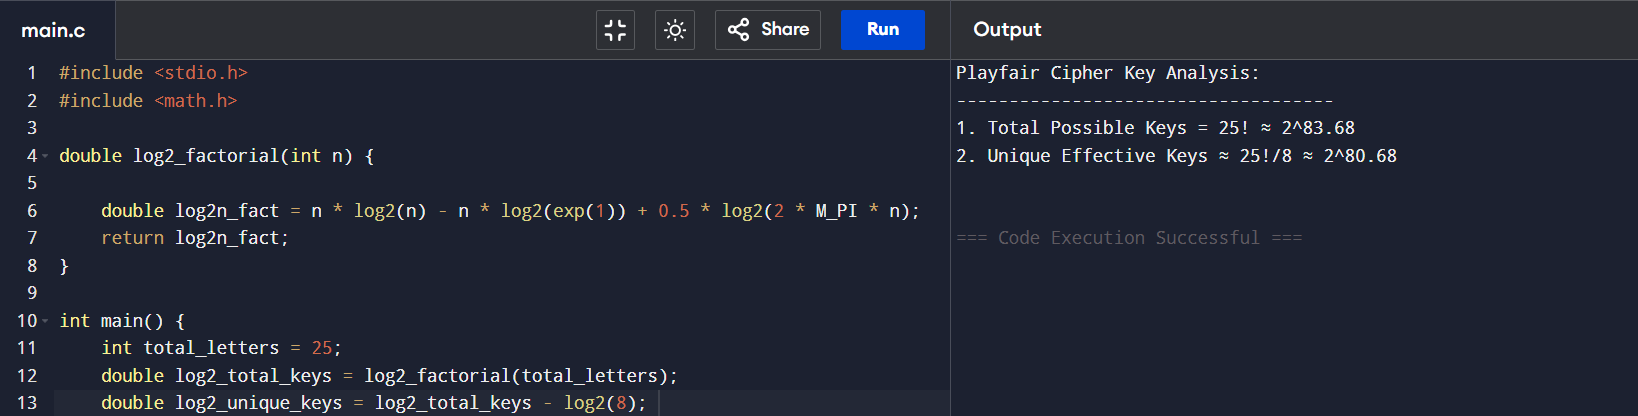 main.c
Share
Run
Output
1 #include <stdio.h>
2 #include <math.h>
3
4 double log2_factorial(int n) {
5
6 double log2n_fact = n * log2(n) - n * log2(exp(1)) + 0.5 * log2(2 * M_PI * n);
7 return log2n_fact;
8 }
9
10 int main() {
11 int total_letters = 25;
12 double log2_total_keys = log2_factorial(total_letters);
13 double log2_unique_keys = log2_total_keys - log2(8);
Playfair Cipher Key Analysis:
------------------------------------
1. Total Possible Keys = 25! ≈ 2^83.68
2. Unique Effective Keys ≈ 25!/8 ≈ 2^80.68
=== Code Execution Successful ===